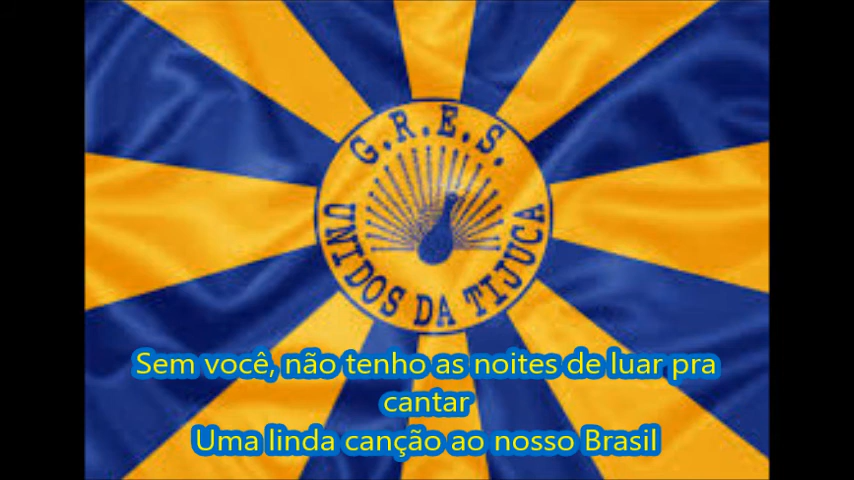 G.R.E.S.
UNIDOS DA TIJUCA
Sem você, não tenho as noites de luar pra
cantar
Uma linda canção ao nosso Brasil